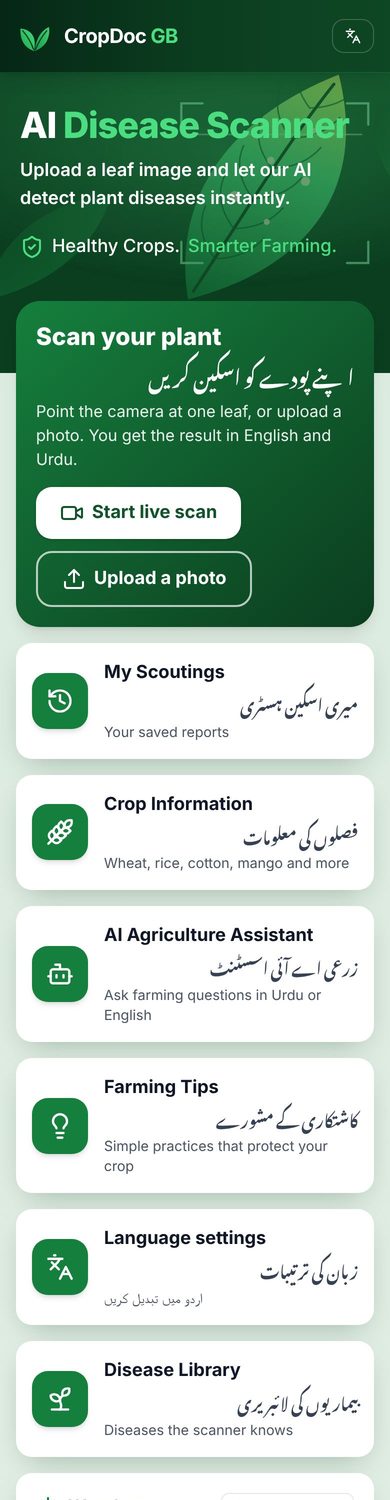 CropDoc GB
AI Disease Scanner
Upload a leaf image and let our AI
detect plant diseases instantly.
Healthy Crops. Smarter Farming.
Scan your plant
اپنے پودے کو اسکین کریں
Point the camera at one leaf, or upload a
photo. You get the result in English and
Urdu.
Start live scan
Upload a photo
My Scoutings
میری اسکین ہسٹری
Your saved reports
Crop Information
فصلوں کی معلومات
Wheat, rice, cotton, mango and more
AI Agriculture Assistant
زرعی اے آئی اسسٹنٹ
Ask farming questions in Urdu or
English
Farming Tips
کاشتکاری کے مشورے
Simple practices that protect your
crop
Language settings
زبان کی ترتیبات
اردو میں تبدیل کریں
Disease Library
بیماریوں کی لائبریری
Diseases the scanner knows